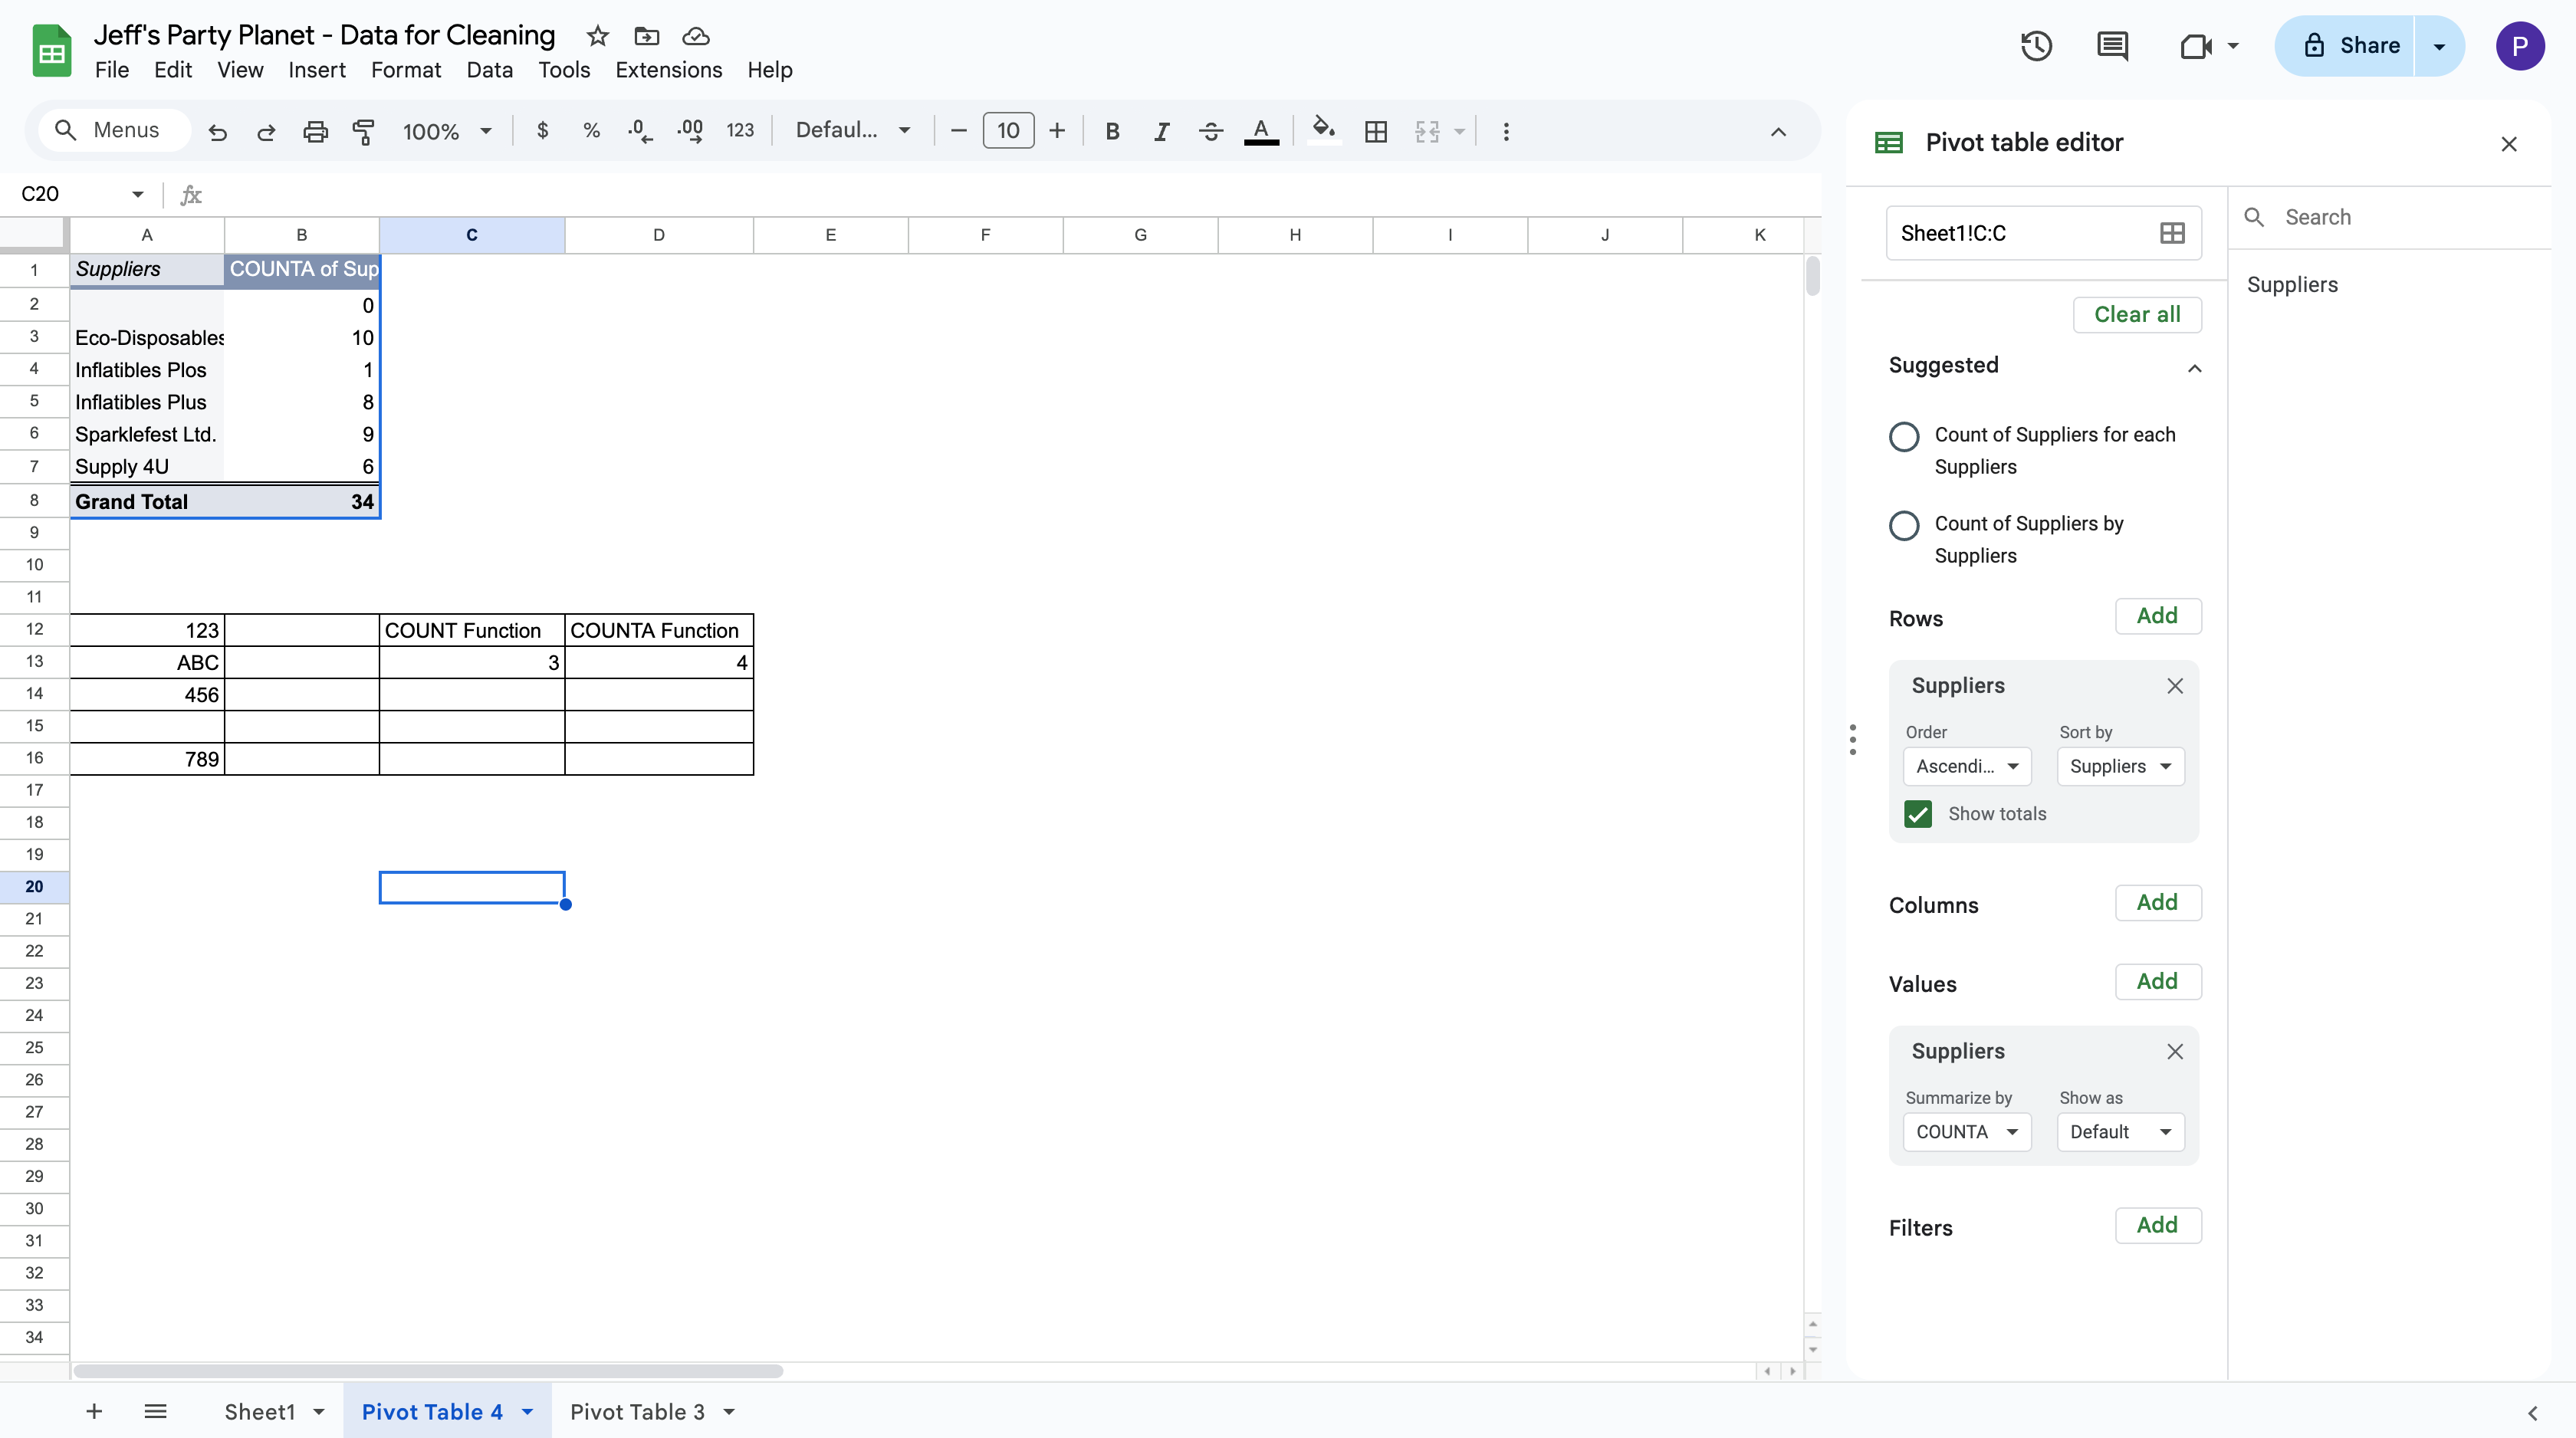 Jeff's Party Planet - Data for Cleaning
File Edit View Insert Format Data Tools Extensions Help
Share
P
Menus 100% $ % .0 .00 123 Defaul... 10 B I S A
C20 fx
A B C D E F G H I J K
1 Suppliers COUNTA of Sup
2 0
3 Eco-Disposables 10
4 Inflatibles Plos 1
5 Inflatibles Plus 8
6 Sparklefest Ltd. 9
7 Supply 4U 6
8 Grand Total 34
9
10
11
12 123 COUNT Function COUNTA Function
13 ABC 3 4
14 456
15
16 789
17
18
19
20
21
22
23
24
25
26
27
28
29
30
31
32
33
34
Sheet1 Pivot Table 4 Pivot Table 3
Pivot table editor
Sheet1!C:C
Clear all
Suggested
Count of Suppliers for each
Suppliers
Count of Suppliers by
Suppliers
Rows Add
Suppliers
Order Sort by
Ascendi... Suppliers
Show totals
Columns Add
Values Add
Suppliers
Summarize by Show as
COUNTA Default
Filters Add
Search
Suppliers